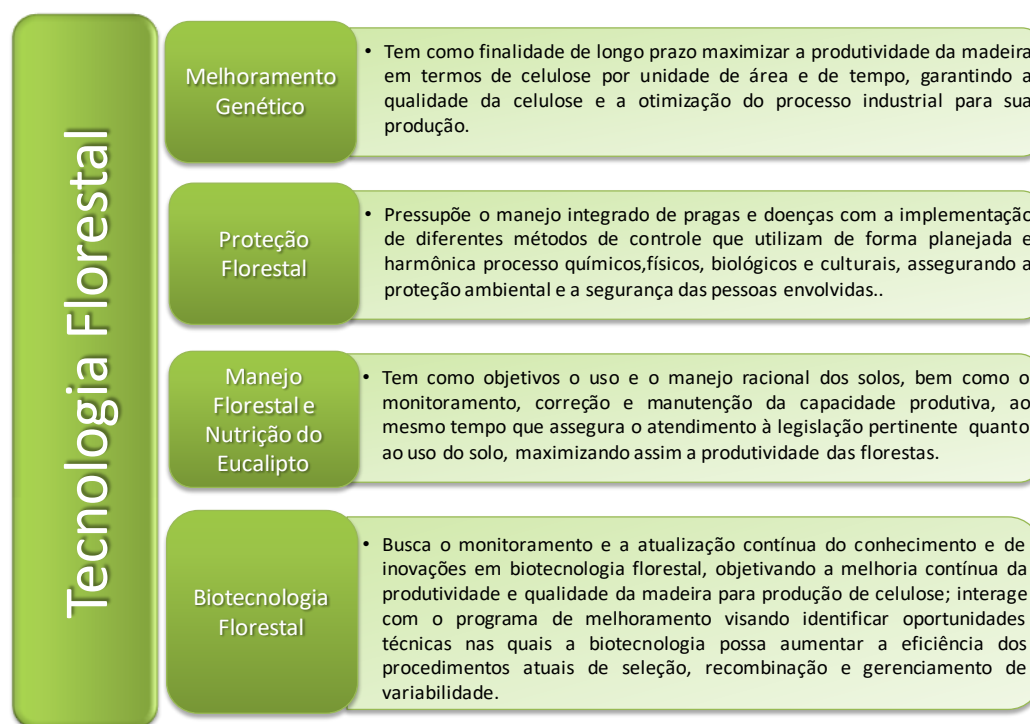 Tecnologia Florestal
Melhoramento
Genético
• Tem como finalidade de longo prazo maximizar a produtividade da madeira
em termos de celulose por unidade de área e de tempo, garantindo a
qualidade da celulose e a otimização do processo industrial para sua
produção.
Proteção
Florestal
• Pressupõe o manejo integrado de pragas e doenças com a implementação
de diferentes métodos de controle que utilizam de forma planejada e
harmônica processo químicos,físicos, biológicos e culturais, assegurando a
proteção ambiental e a segurança das pessoas envolvidas..
Manejo
Florestal e
Nutrição do
Eucalipto
• Tem como objetivos o uso e o manejo racional dos solos, bem como o
monitoramento, correção e manutenção da capacidade produtiva, ao
mesmo tempo que assegura o atendimento à legislação pertinente quanto
ao uso do solo, maximizando assim a produtividade das florestas.
Biotecnologia
Florestal
• Busca o monitoramento e a atualização contínua do conhecimento e de
inovações em biotecnologia florestal, objetivando a melhoria contínua da
produtividade e qualidade da madeira para produção de celulose; interage
com o programa de melhoramento visando identificar oportunidades
técnicas nas quais a biotecnologia possa aumentar a eficiência dos
procedimentos atuais de seleção, recombinação e gerenciamento de
variabilidade.